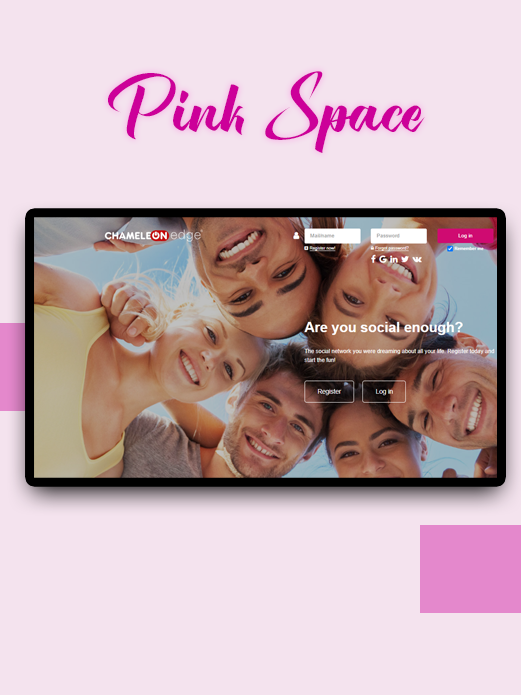 Pink Space
CHAMELEON edge
Mailname
Password
Log in
Register now!
Forgot password?
Remember me
Are you social enough?
The social network you were dreaming about all your life. Register today and
start the fun!
Register
Log in